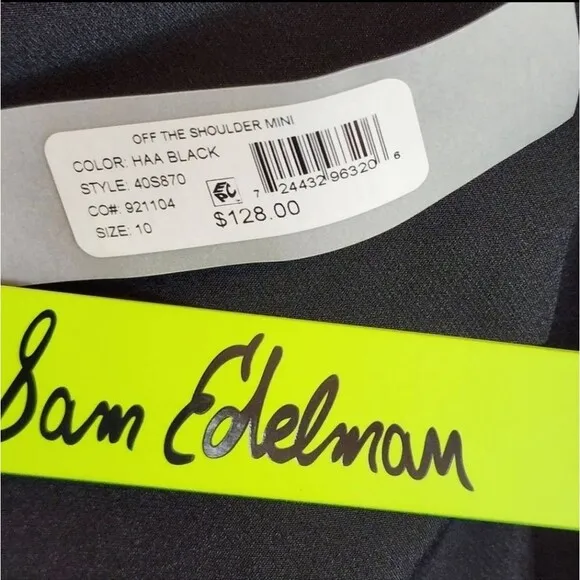 OFF THE SHOULDER MINI
COLOR: HAA BLACK
STYLE: 40S870
CO#: 921104
SIZE: 10
EPC
$128.00
7 24432 96320 6
Sam Edelman